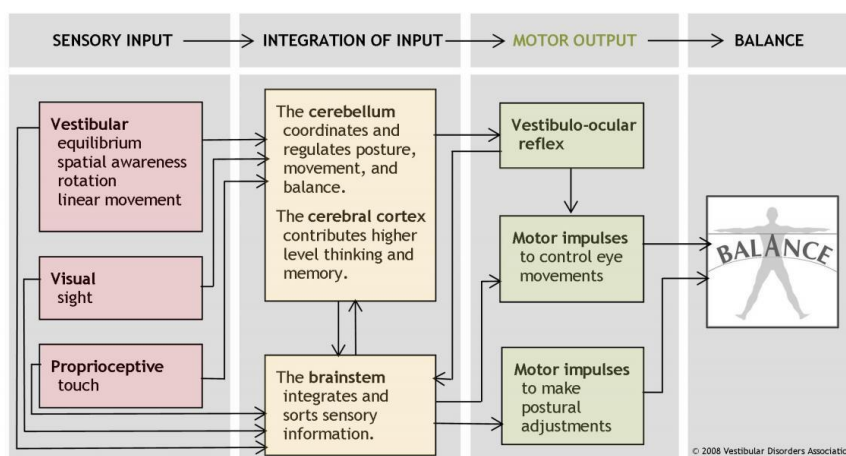 SENSORY INPUT
INTEGRATION OF INPUT
MOTOR OUTPUT
BALANCE
Vestibular
equilibrium
spatial awareness
rotation
linear movement
Visual
sight
Proprioceptive
touch
The cerebellum
coordinates and
regulates posture,
movement, and
balance.
The cerebral cortex
contributes higher
level thinking and
memory.
The brainstem
integrates and
sorts sensory
information.
Vestibulo-ocular
reflex
Motor impulses
to control eye
movements
Motor impulses
to make
postural
adjustments
BALANCE
© 2008 Vestibular Disorders Associatio